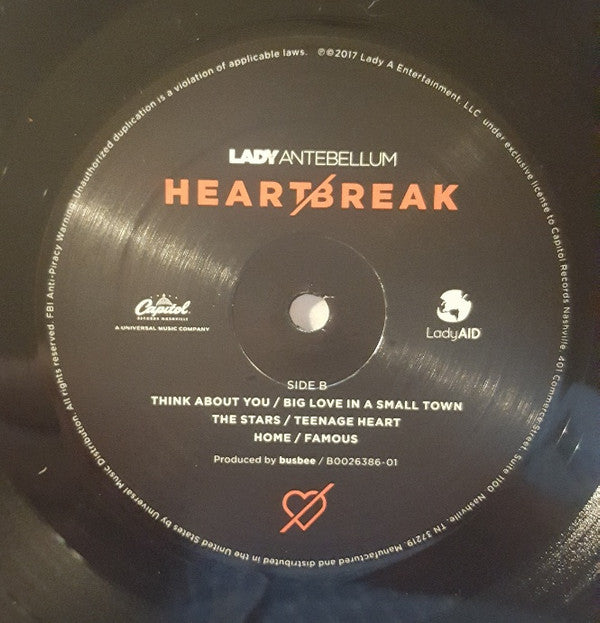 LADY ANTEBELLUM
HEARTBREAK
Capitol
RECORDS NASHVILLE
A UNIVERSAL MUSIC COMPANY
LadyAID
SIDE B
THINK ABOUT YOU / BIG LOVE IN A SMALL TOWN
THE STARS / TEENAGE HEART
HOME / FAMOUS
Produced by busbee / B0026386-01
℗©2017 Lady A Entertainment, LLC under exclusive license to Capitol Records Nashville, 401 Commerce Street, Suite 1100 Nashville, TN 37219. Manufactured and distributed in the United States by Universal Music Distribution. All rights reserved. FBI Anti-Piracy Warning: Unauthorized duplication is a violation of applicable laws.